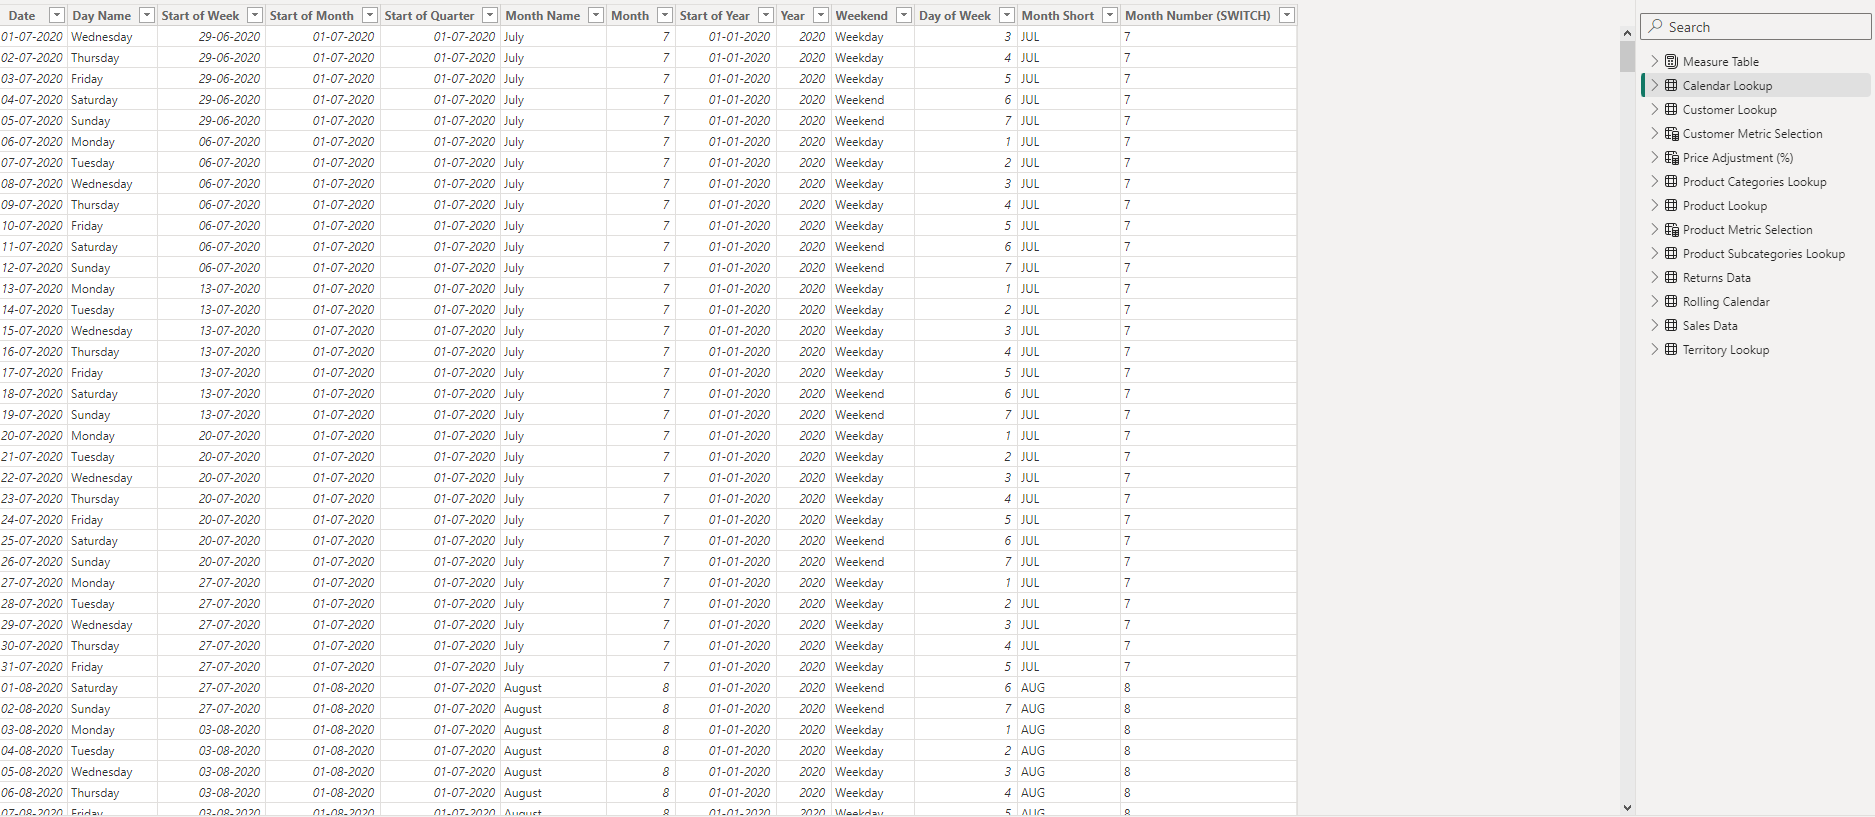 Date Day Name Start of Week Start of Month Start of Quarter Month Name Month Start of Year Year Weekend Day of Week Month Short Month Number (SWITCH)
01-07-2020 Wednesday 29-06-2020 01-07-2020 01-07-2020 July 7 01-01-2020 2020 Weekday 3 JUL 7
02-07-2020 Thursday 29-06-2020 01-07-2020 01-07-2020 July 7 01-01-2020 2020 Weekday 4 JUL 7
03-07-2020 Friday 29-06-2020 01-07-2020 01-07-2020 July 7 01-01-2020 2020 Weekday 5 JUL 7
04-07-2020 Saturday 29-06-2020 01-07-2020 01-07-2020 July 7 01-01-2020 2020 Weekend 6 JUL 7
05-07-2020 Sunday 29-06-2020 01-07-2020 01-07-2020 July 7 01-01-2020 2020 Weekend 7 JUL 7
06-07-2020 Monday 06-07-2020 01-07-2020 01-07-2020 July 7 01-01-2020 2020 Weekday 1 JUL 7
07-07-2020 Tuesday 06-07-2020 01-07-2020 01-07-2020 July 7 01-01-2020 2020 Weekday 2 JUL 7
08-07-2020 Wednesday 06-07-2020 01-07-2020 01-07-2020 July 7 01-01-2020 2020 Weekday 3 JUL 7
09-07-2020 Thursday 06-07-2020 01-07-2020 01-07-2020 July 7 01-01-2020 2020 Weekday 4 JUL 7
10-07-2020 Friday 06-07-2020 01-07-2020 01-07-2020 July 7 01-01-2020 2020 Weekday 5 JUL 7
11-07-2020 Saturday 06-07-2020 01-07-2020 01-07-2020 July 7 01-01-2020 2020 Weekend 6 JUL 7
12-07-2020 Sunday 06-07-2020 01-07-2020 01-07-2020 July 7 01-01-2020 2020 Weekend 7 JUL 7
13-07-2020 Monday 13-07-2020 01-07-2020 01-07-2020 July 7 01-01-2020 2020 Weekday 1 JUL 7
14-07-2020 Tuesday 13-07-2020 01-07-2020 01-07-2020 July 7 01-01-2020 2020 Weekday 2 JUL 7
15-07-2020 Wednesday 13-07-2020 01-07-2020 01-07-2020 July 7 01-01-2020 2020 Weekday 3 JUL 7
16-07-2020 Thursday 13-07-2020 01-07-2020 01-07-2020 July 7 01-01-2020 2020 Weekday 4 JUL 7
17-07-2020 Friday 13-07-2020 01-07-2020 01-07-2020 July 7 01-01-2020 2020 Weekday 5 JUL 7
18-07-2020 Saturday 13-07-2020 01-07-2020 01-07-2020 July 7 01-01-2020 2020 Weekend 6 JUL 7
19-07-2020 Sunday 13-07-2020 01-07-2020 01-07-2020 July 7 01-01-2020 2020 Weekend 7 JUL 7
20-07-2020 Monday 20-07-2020 01-07-2020 01-07-2020 July 7 01-01-2020 2020 Weekday 1 JUL 7
21-07-2020 Tuesday 20-07-2020 01-07-2020 01-07-2020 July 7 01-01-2020 2020 Weekday 2 JUL 7
22-07-2020 Wednesday 20-07-2020 01-07-2020 01-07-2020 July 7 01-01-2020 2020 Weekday 3 JUL 7
23-07-2020 Thursday 20-07-2020 01-07-2020 01-07-2020 July 7 01-01-2020 2020 Weekday 4 JUL 7
24-07-2020 Friday 20-07-2020 01-07-2020 01-07-2020 July 7 01-01-2020 2020 Weekday 5 JUL 7
25-07-2020 Saturday 20-07-2020 01-07-2020 01-07-2020 July 7 01-01-2020 2020 Weekend 6 JUL 7
26-07-2020 Sunday 20-07-2020 01-07-2020 01-07-2020 July 7 01-01-2020 2020 Weekend 7 JUL 7
27-07-2020 Monday 27-07-2020 01-07-2020 01-07-2020 July 7 01-01-2020 2020 Weekday 1 JUL 7
28-07-2020 Tuesday 27-07-2020 01-07-2020 01-07-2020 July 7 01-01-2020 2020 Weekday 2 JUL 7
29-07-2020 Wednesday 27-07-2020 01-07-2020 01-07-2020 July 7 01-01-2020 2020 Weekday 3 JUL 7
30-07-2020 Thursday 27-07-2020 01-07-2020 01-07-2020 July 7 01-01-2020 2020 Weekday 4 JUL 7
31-07-2020 Friday 27-07-2020 01-07-2020 01-07-2020 July 7 01-01-2020 2020 Weekday 5 JUL 7
01-08-2020 Saturday 27-07-2020 01-08-2020 01-07-2020 August 8 01-01-2020 2020 Weekend 6 AUG 8
02-08-2020 Sunday 27-07-2020 01-08-2020 01-07-2020 August 8 01-01-2020 2020 Weekend 7 AUG 8
03-08-2020 Monday 03-08-2020 01-08-2020 01-07-2020 August 8 01-01-2020 2020 Weekday 1 AUG 8
04-08-2020 Tuesday 03-08-2020 01-08-2020 01-07-2020 August 8 01-01-2020 2020 Weekday 2 AUG 8
05-08-2020 Wednesday 03-08-2020 01-08-2020 01-07-2020 August 8 01-01-2020 2020 Weekday 3 AUG 8
06-08-2020 Thursday 03-08-2020 01-08-2020 01-07-2020 August 8 01-01-2020 2020 Weekday 4 AUG 8
07-08-2020 Friday 03-08-2020 01-08-2020 01-07-2020 August 8 01-01-2020 2020 Weekday 5 AUG 8
Search
Measure Table
Calendar Lookup
Customer Lookup
Customer Metric Selection
Price Adjustment (%)
Product Categories Lookup
Product Lookup
Product Metric Selection
Product Subcategories Lookup
Returns Data
Rolling Calendar
Sales Data
Territory Lookup